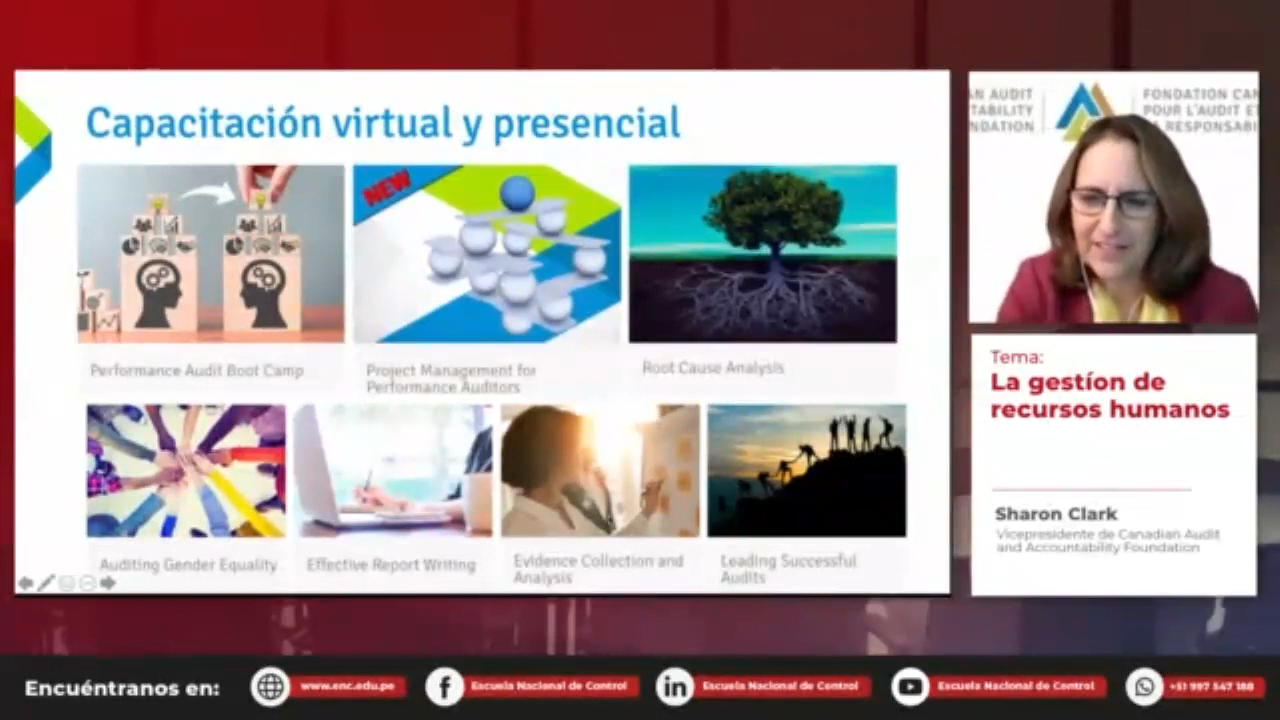 Capacitación virtual y presencial
NEW
Performance Audit Boot Camp
Project Management for
Performance Auditors
Root Cause Analysis
Auditing Gender Equality
Effective Report Writing
Evidence Collection and
Analysis
Leading Successful
Audits
AN AUDIT
TABILITY
NDATION
FONDATION CAN
POUR L'AUDIT ET
RESPONSABI
Tema:
La gestíon de
recursos humanos
Sharon Clark
Vicepresidente de Canadian Audit
and Accountability Foundation
Encuéntranos en:
www.enc.edu.pe
Escuela Nacional de Control
Escuela Nacional de Control
Escuela Nacional de Control
+51 997 547 188